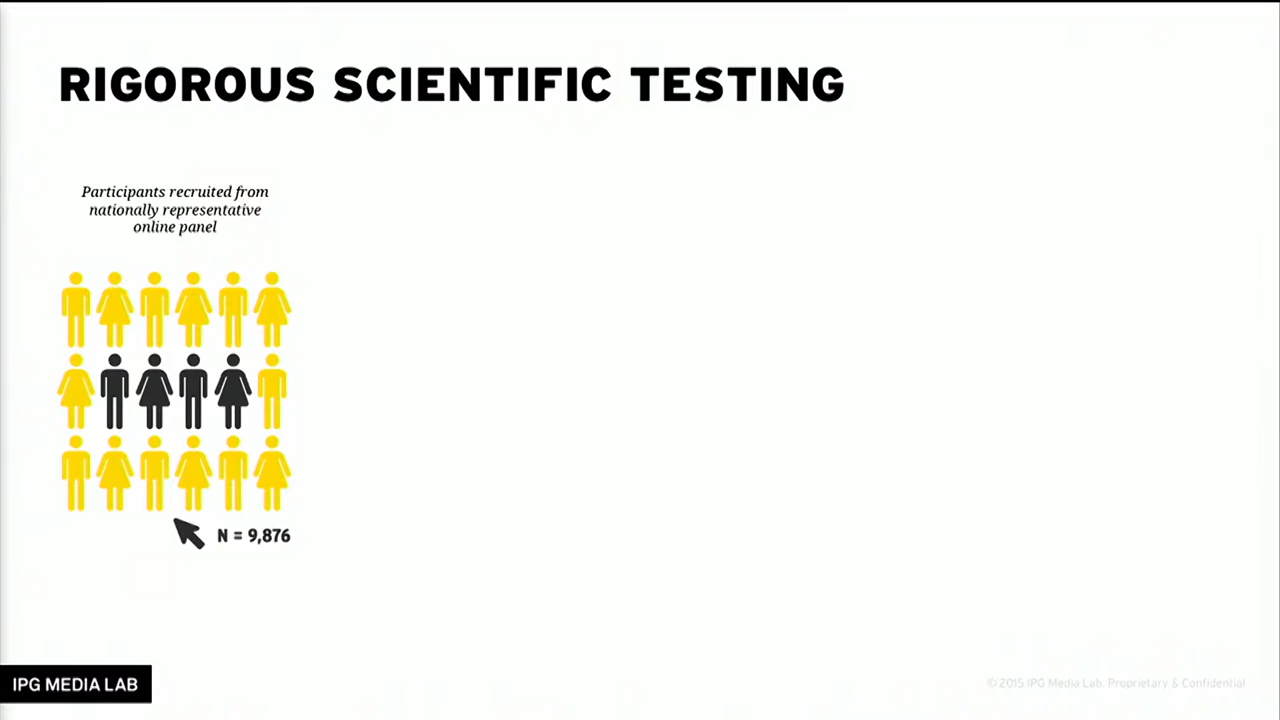 RIGOROUS SCIENTIFIC TESTING
Participants recruited from
nationally representative
online panel
N = 9,876
IPG MEDIA LAB
© 2015 IPG Media Lab. Proprietary & Confidential